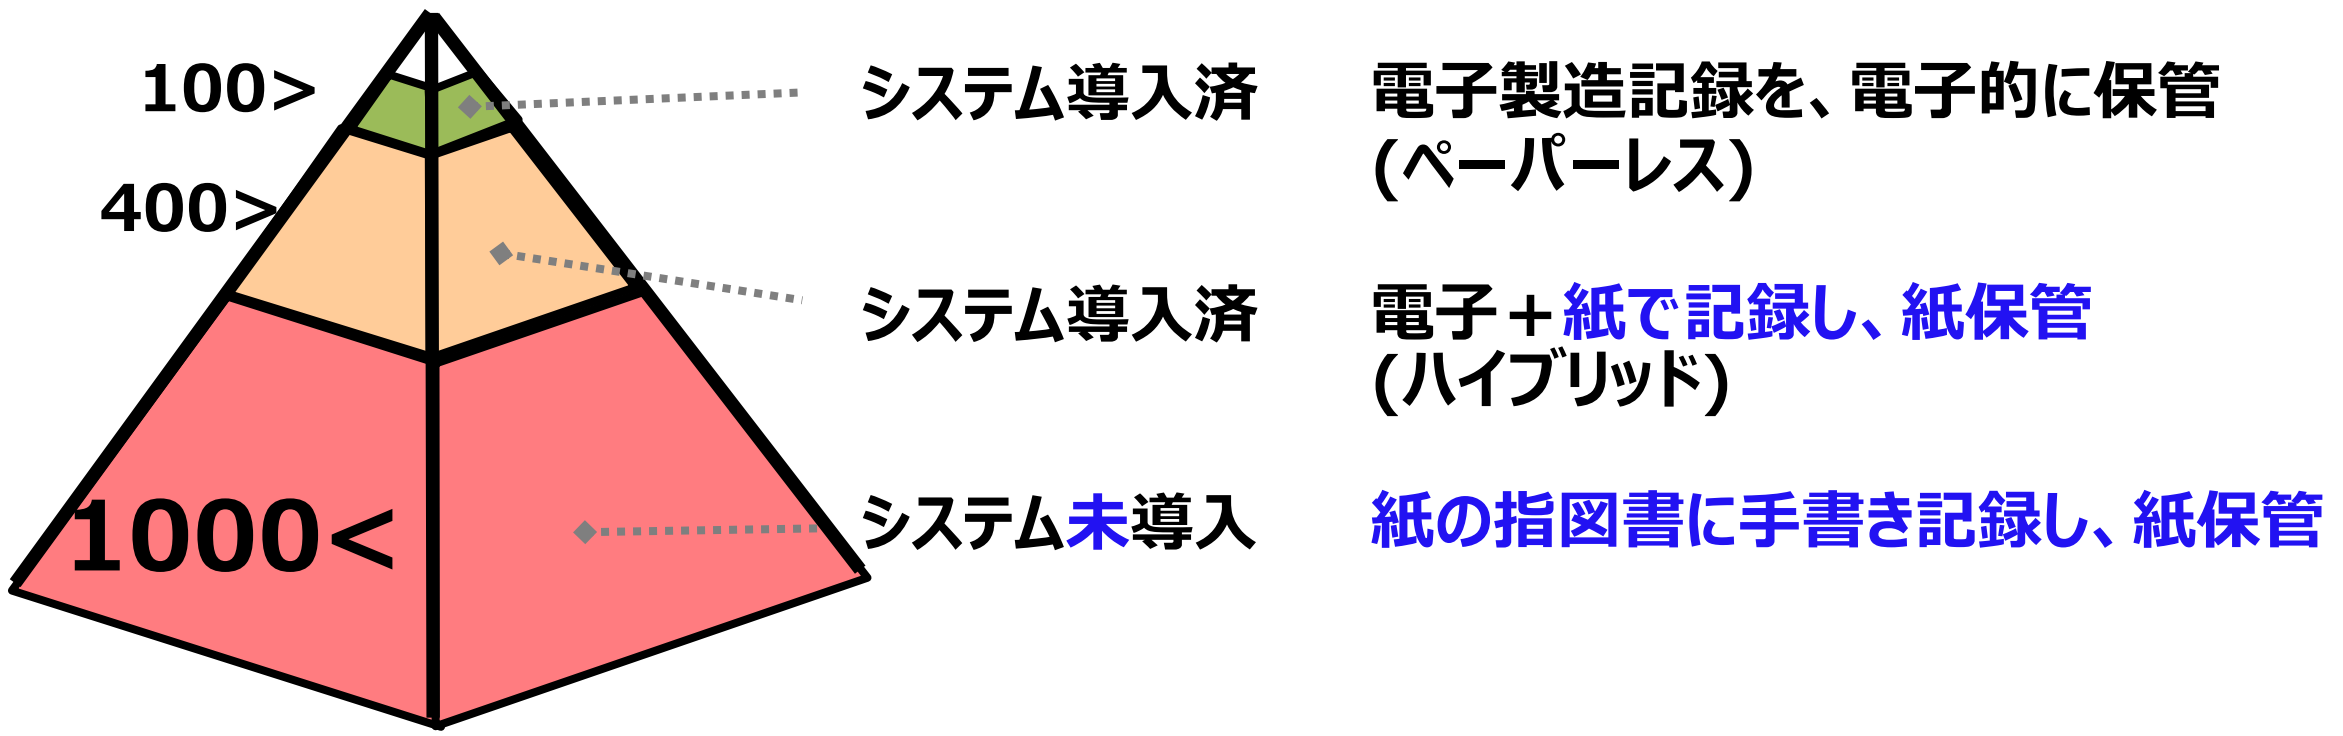 100>
システム導入済
電子製造記録を、電子的に保管
(ペーパーレス)
400>
システム導入済
電子+紙で記録し、紙保管
(ハイブリッド)
1000<
システム未導入
紙の指図書に手書き記録し、紙保管